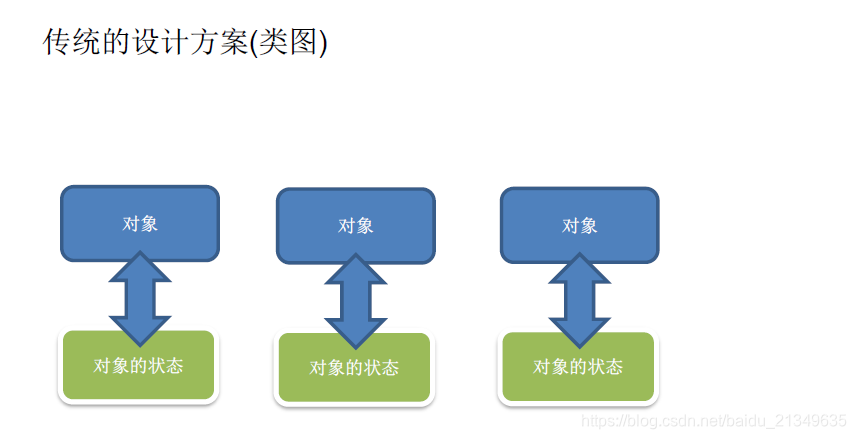 传统的设计方案(类图)
对象
对象
对象
对象的状态
对象的状态
对象的状态
https://blog.csdn.net/baidu_21349635